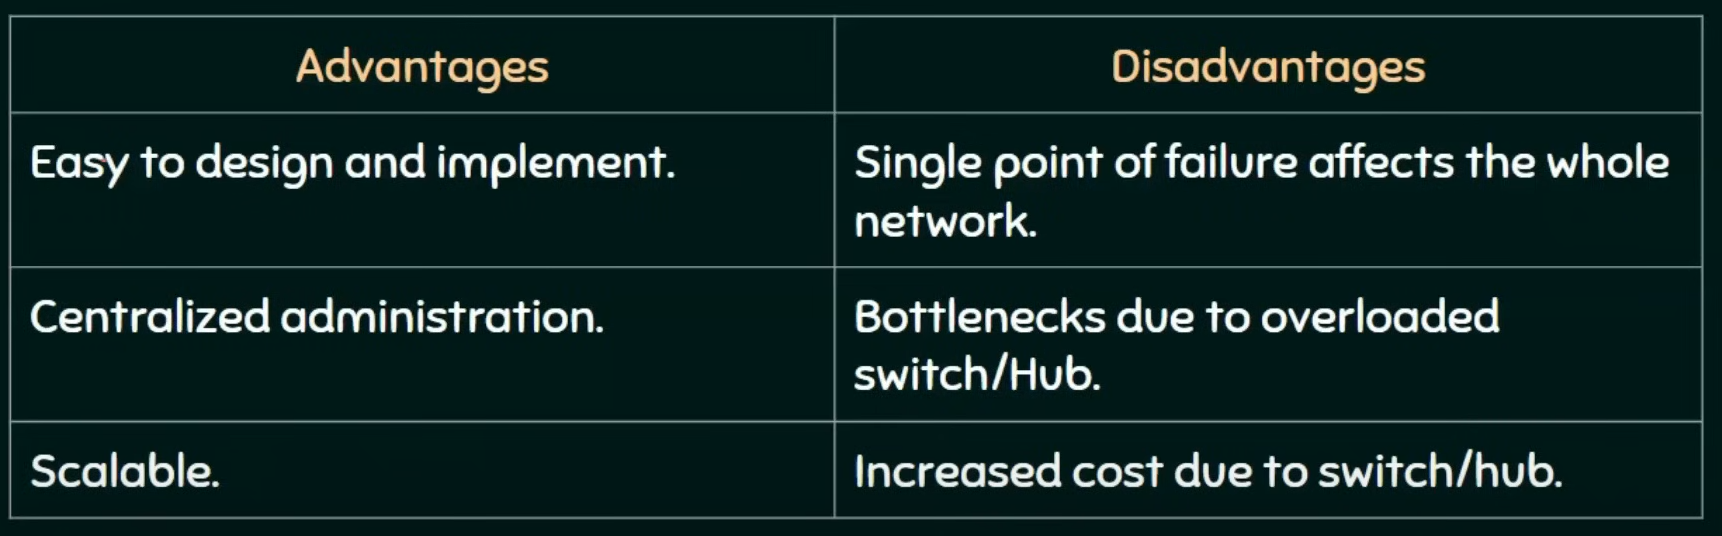 Advantages
Disadvantages
Easy to design and implement.
Single point of failure affects the whole
network.
Centralized administration.
Bottlenecks due to overloaded
switch/Hub.
Scalable.
Increased cost due to switch/hub.